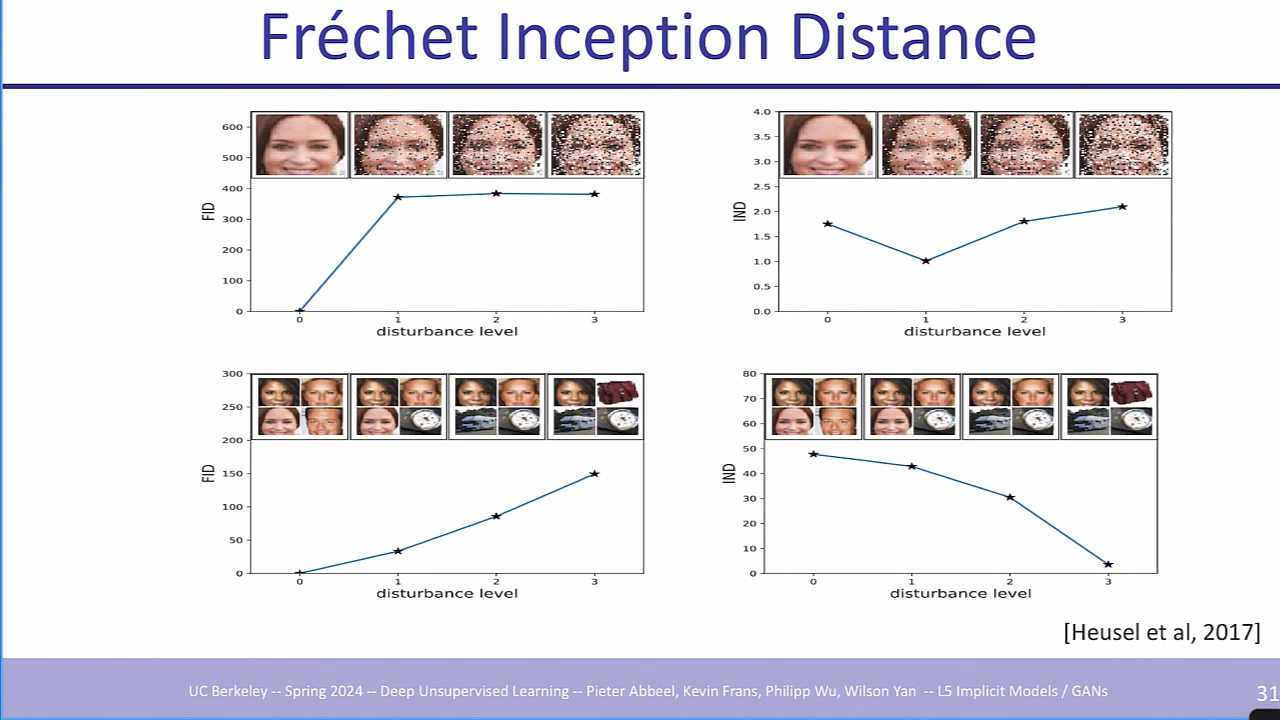 Fréchet Inception Distance
600
500
400
300
200
100
0
FID
0 1 2 3
disturbance level
4.0
3.5
3.0
2.5
2.0
1.5
1.0
0.5
0.0
IND
0 1 2 3
disturbance level
300
250
200
150
100
50
0
FID
0 1 2 3
disturbance level
80
70
60
50
40
30
20
10
0
IND
0 1 2 3
disturbance level
[Heusel et al, 2017]
UC Berkeley -- Spring 2024 -- Deep Unsupervised Learning -- Pieter Abbeel, Kevin Frans, Philipp Wu, Wilson Yan -- L5 Implicit Models / GANs
31